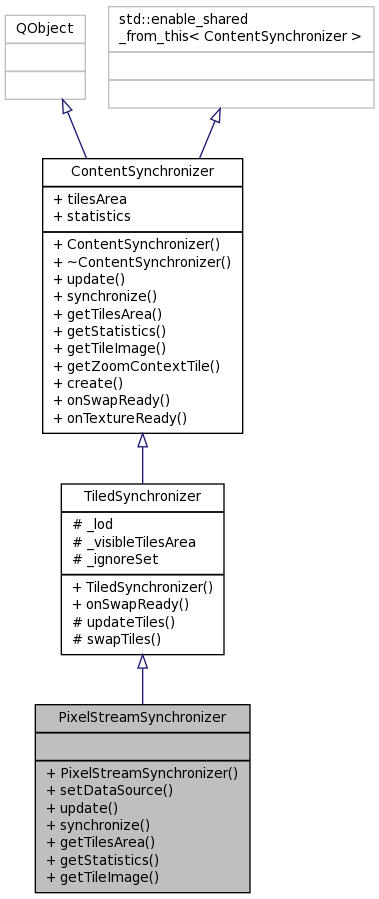 QObject
std::enable_shared
_from_this< ContentSynchronizer >
ContentSynchronizer
+ tilesArea
+ statistics
+ ContentSynchronizer()
+ ~ContentSynchronizer()
+ update()
+ synchronize()
+ getTilesArea()
+ getStatistics()
+ getTileImage()
+ getZoomContextTile()
+ create()
+ onSwapReady()
+ onTextureReady()
TiledSynchronizer
# _lod
# _visibleTilesArea
# _ignoreSet
+ TiledSynchronizer()
+ onSwapReady()
# updateTiles()
# swapTiles()
PixelStreamSynchronizer
+ PixelStreamSynchronizer()
+ setDataSource()
+ update()
+ synchronize()
+ getTilesArea()
+ getStatistics()
+ getTileImage()